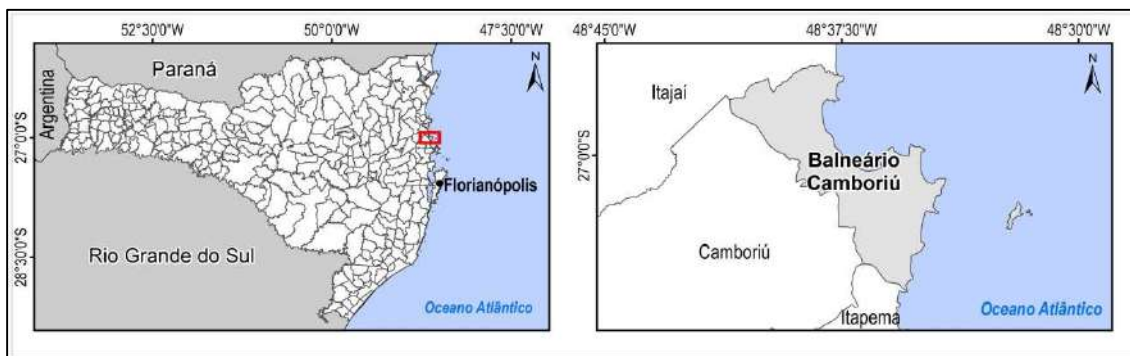 52°30'0"W
50°00'0"W
47°30'0"W
Argentina
Paraná
N
27°0'0"S
Florianópolis
28°30'0"S
Rio Grande do Sul
Oceano Atlântico
48°45'0"W
48°37'30"W
48°30'0"W
Itajaí
N
27°0'0"S
Balneário
Camboriú
Camboriú
Itapema
Oceano Atlântico